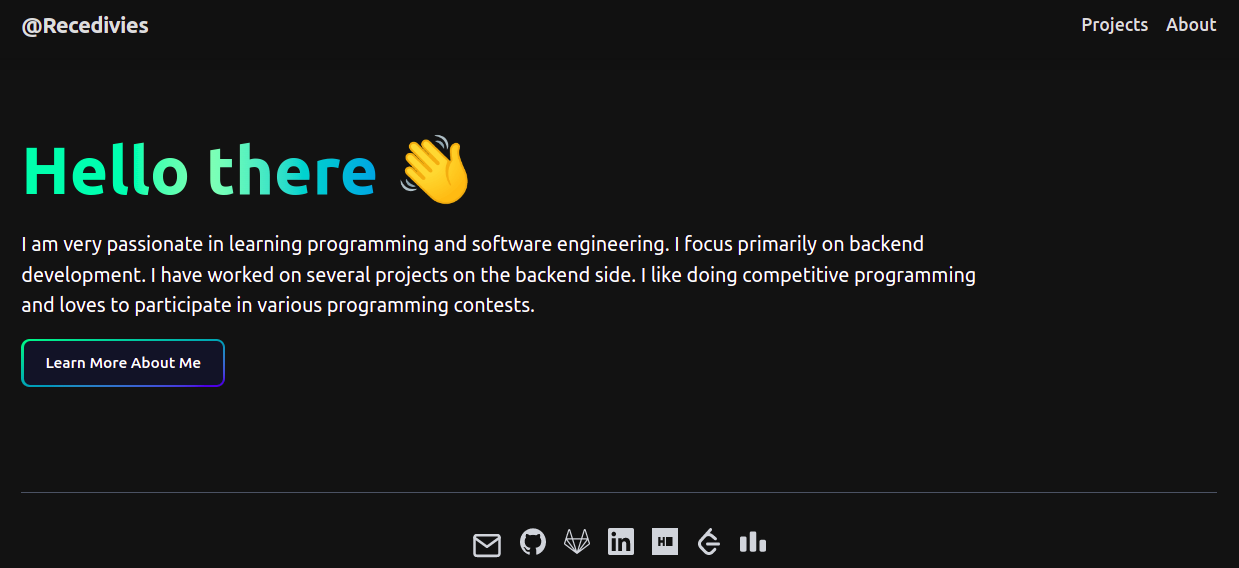 @Recedivies
Projects About
Hello there 👋
I am very passionate in learning programming and software engineering. I focus primarily on backend
development. I have worked on several projects on the backend side. I like doing competitive programming
and loves to participate in various programming contests.
Learn More About Me
in H